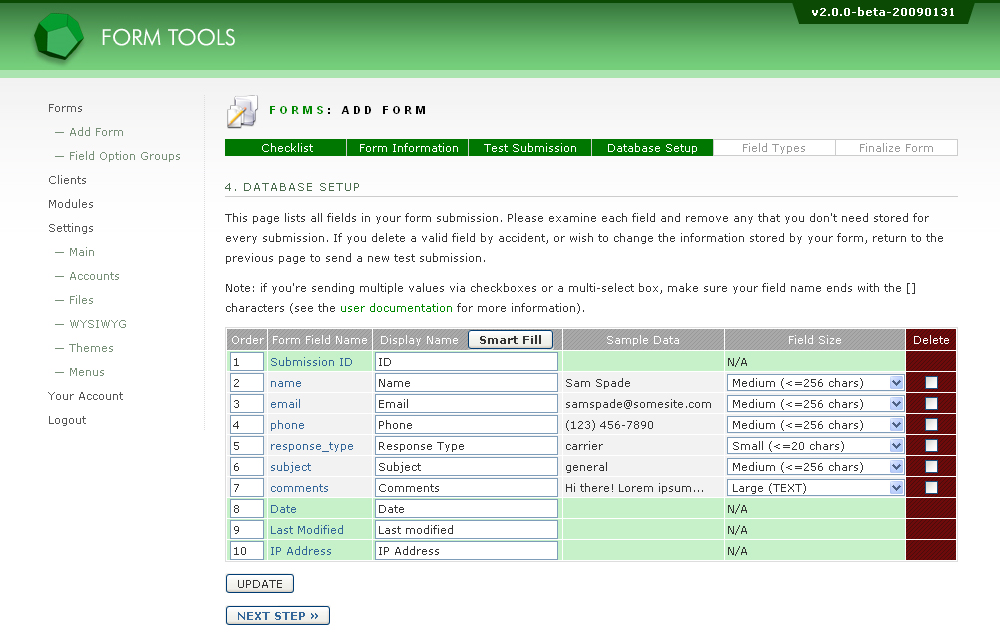 v2.0.0-beta-20090131
FORM TOOLS
Forms
— Add Form
— Field Option Groups
Clients
Modules
Settings
— Main
— Accounts
— Files
— WYSIWYG
— Themes
— Menus
Your Account
Logout
FORMS: ADD FORM
Checklist Form Information Test Submission Database Setup Field Types Finalize Form
4. DATABASE SETUP
This page lists all fields in your form submission. Please examine each field and remove any that you don't need stored for
every submission. If you delete a valid field by accident, or wish to change the information stored by your form, return to the
previous page to send a new test submission.
Note: if you're sending multiple values via checkboxes or a multi-select box, make sure your field name ends with the []
characters (see the user documentation for more information).
Order Form Field Name Display Name Smart Fill Sample Data Field Size Delete
1 Submission ID ID N/A
2 name Name Sam Spade Medium (<=256 chars)
3 email Email samspade@somesite.com Medium (<=256 chars)
4 phone Phone (123) 456-7890 Medium (<=256 chars)
5 response_type Response Type carrier Small (<=20 chars)
6 subject Subject general Medium (<=256 chars)
7 comments Comments Hi there! Lorem ipsum... Large (TEXT)
8 Date Date N/A
9 Last Modified Last modified N/A
10 IP Address IP Address N/A
UPDATE
NEXT STEP »